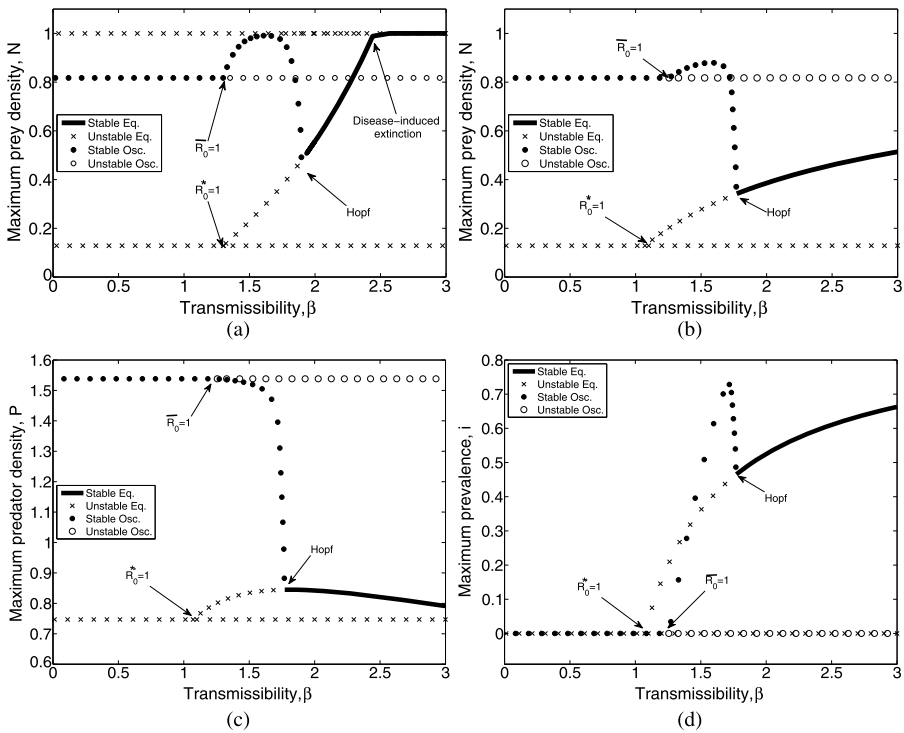 Maximum prey density, N
1
0.8
0.6
0.4
0.2
0
Stable Eq.
Unstable Eq.
Stable Osc.
Unstable Osc.
R̅0=1
R*0=1
Hopf
Disease−induced
extinction
0 0.5 1 1.5 2 2.5 3
Transmissibility,β
(a)
Maximum prey density, N
1
0.8
0.6
0.4
0.2
0
R̅0=1
Stable Eq.
Unstable Eq.
Stable Osc.
Unstable Osc.
R*0=1
Hopf
0 0.5 1 1.5 2 2.5 3
Transmissibility,β
(b)
Maximum predator density, P
1.6
1.5
1.4
1.3
1.2
1.1
1
0.9
0.8
0.7
0.6
R̅0=1
Stable Eq.
Unstable Eq.
Stable Osc.
Unstable Osc.
Hopf
R*0=1
0 0.5 1 1.5 2 2.5 3
Transmissibility,β
(c)
Maximum prevalence, i
0.8
0.7
0.6
0.5
0.4
0.3
0.2
0.1
0
Stable Eq.
Unstable Eq.
Stable Osc.
Unstable Osc.
Hopf
R*0=1
R̅0=1
0 0.5 1 1.5 2 2.5 3
Transmissibility,β
(d)